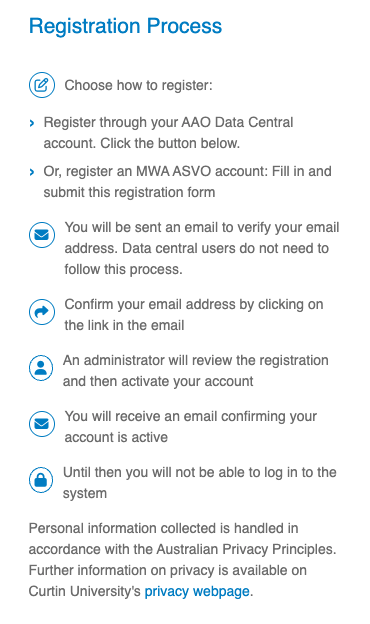 Registration Process
Choose how to register:
Register through your AAO Data Central
account. Click the button below.
Or, register an MWA ASVO account: Fill in and
submit this registration form
You will be sent an email to verify your email
address. Data central users do not need to
follow this process.
Confirm your email address by clicking on
the link in the email
An administrator will review the registration
and then activate your account
You will receive an email confirming your
account is active
Until then you will not be able to log in to the
system
Personal information collected is handled in
accordance with the Australian Privacy Principles.
Further information on privacy is available on
Curtin University's privacy webpage.